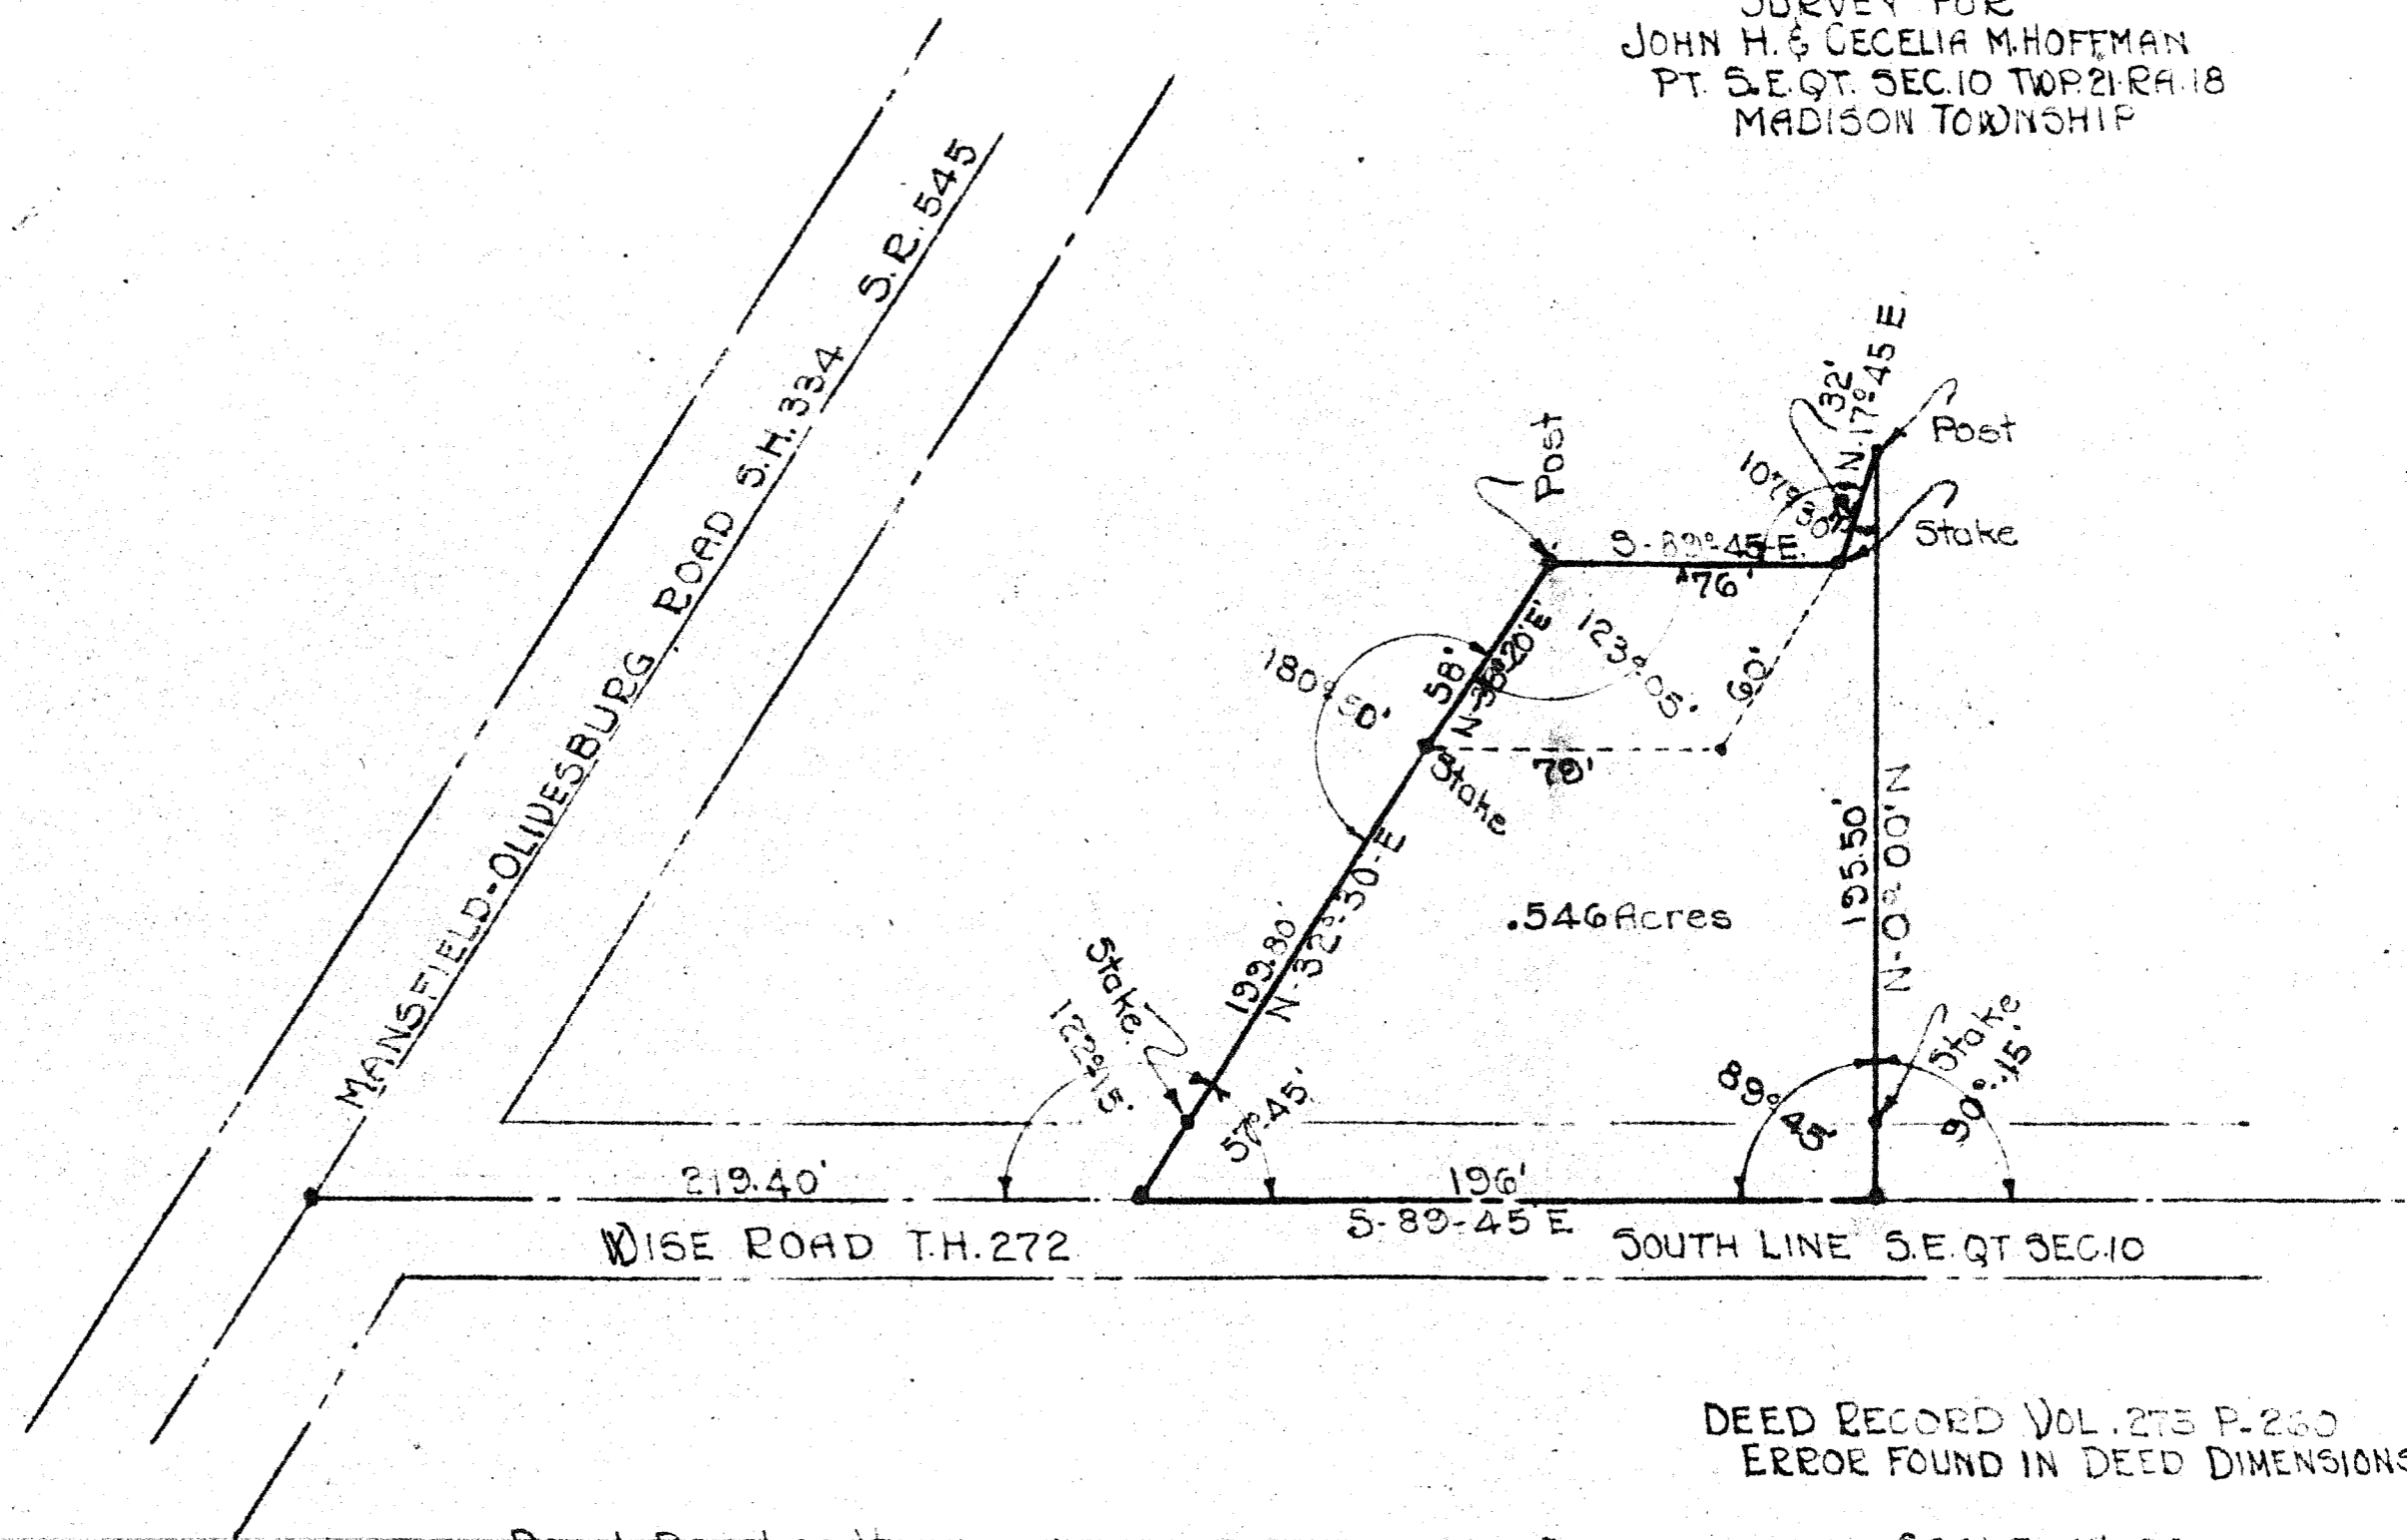 SURVEY FOR
JOHN H. & CECELIA M. HOFFMAN
PT. S.E. QT. SEC. 10 TWP. 21-RA. 18
MADISON TOWNSHIP
MANSFIELD-OLIVESBURG ROAD S.H. 334 S.R. 545
32'
N. 17° 45 E
Post
Post
107° 30'
Stake
S-89°-45-E.
76'
123°-05'
58'
60'
Stake
70'
195.50'
N-0° 00' N
.546 Acres
199.80'
N-32°-30-E
Stake
122° 15'
57°-45'
Stake
89° 45'
90°-15'
219.40'
196'
S-89-45 E
WISE ROAD T.H. 272
SOUTH LINE S.E. QT SEC. 10
DEED RECORD VOL. 275 P-260
ERROR FOUND IN DEED DIMENSIONS